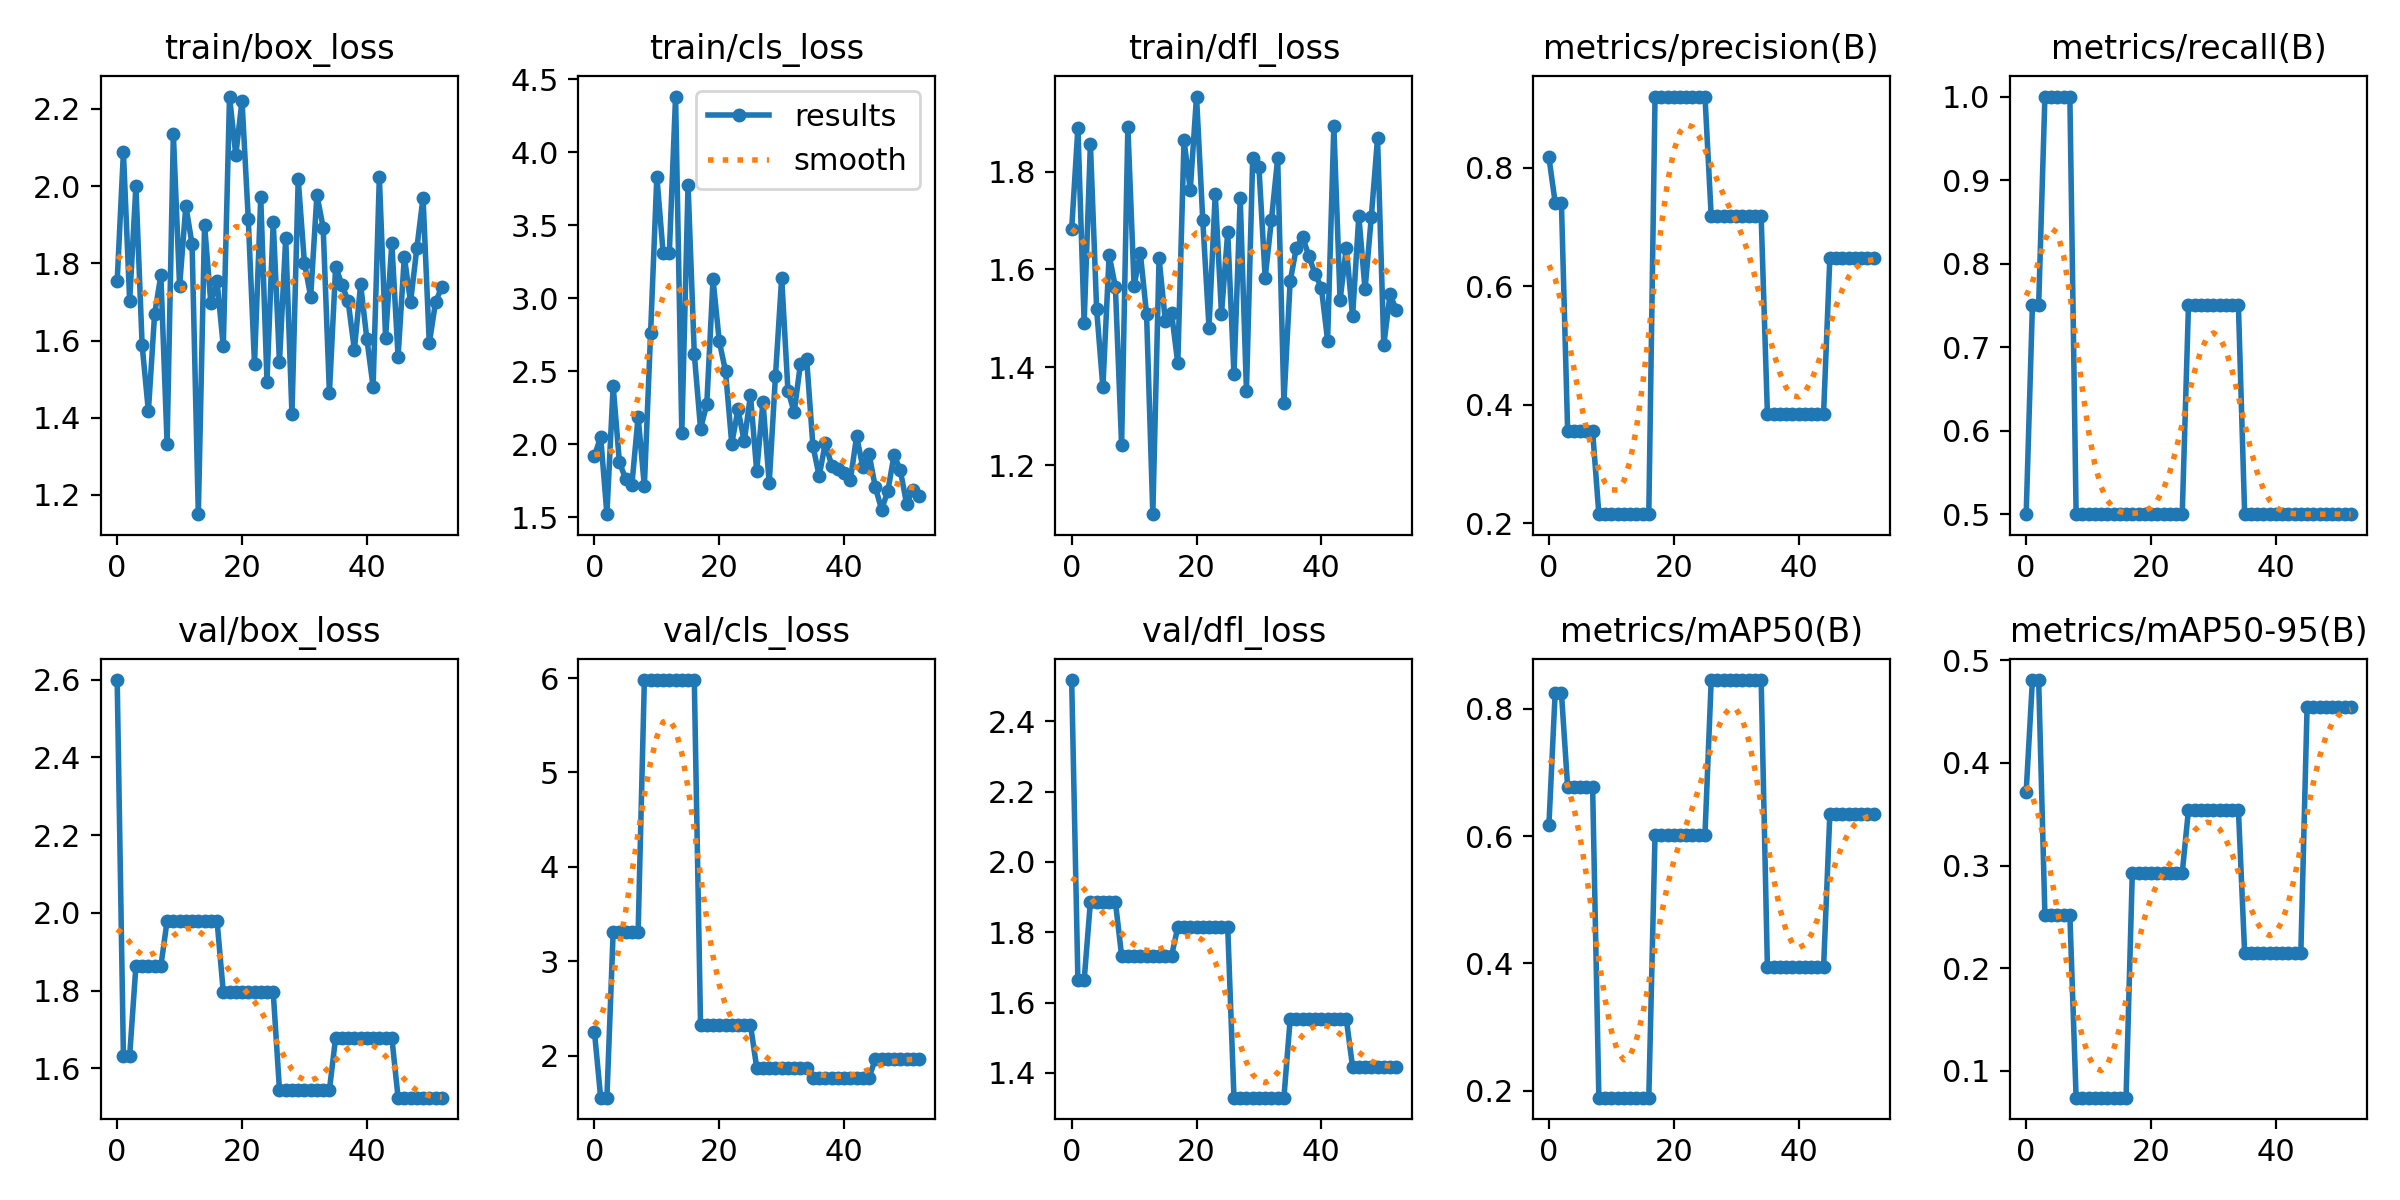 train/box_loss
train/cls_loss
train/dfl_loss
metrics/precision(B)
metrics/recall(B)
2.2
2.0
1.8
1.6
1.4
1.2
0 20 40
4.5
4.0
3.5
3.0
2.5
2.0
1.5
results
smooth
0 20 40
1.8
1.6
1.4
1.2
0 20 40
0.8
0.6
0.4
0.2
0 20 40
1.0
0.9
0.8
0.7
0.6
0.5
0 20 40
val/box_loss
val/cls_loss
val/dfl_loss
metrics/mAP50(B)
metrics/mAP50-95(B)
2.6
2.4
2.2
2.0
1.8
1.6
0 20 40
6
5
4
3
2
0 20 40
2.4
2.2
2.0
1.8
1.6
1.4
0 20 40
0.8
0.6
0.4
0.2
0 20 40
0.5
0.4
0.3
0.2
0.1
0 20 40